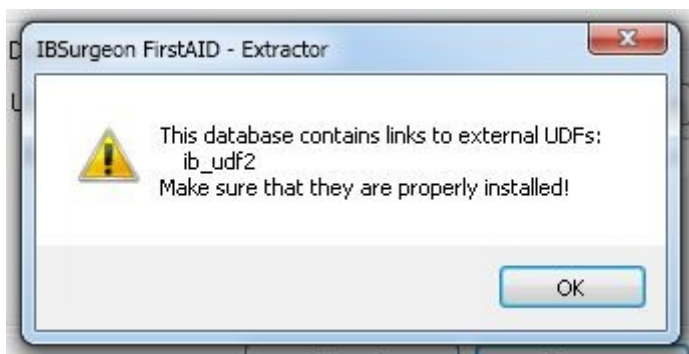 IBSurgeon FirstAID - Extractor
This database contains links to external UDFs:
ib_udf2
Make sure that they are properly installed!
OK